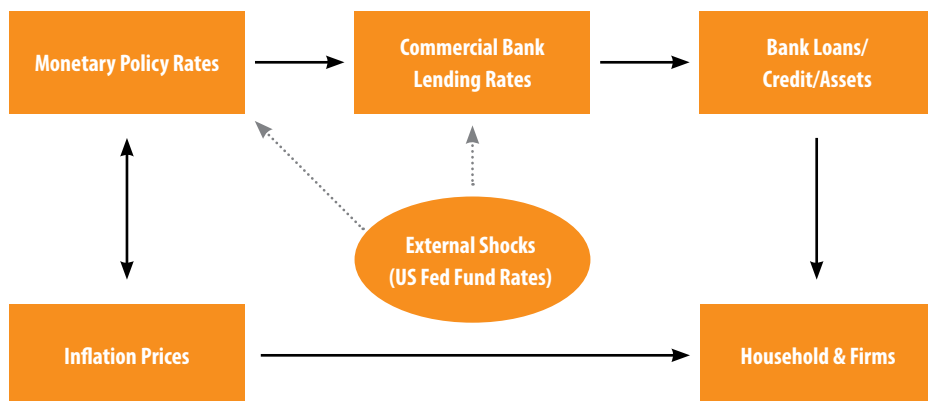 Monetary Policy Rates
Commercial Bank
Lending Rates
Bank Loans/
Credit/Assets
External Shocks
(US Fed Fund Rates)
Inflation Prices
Household & Firms